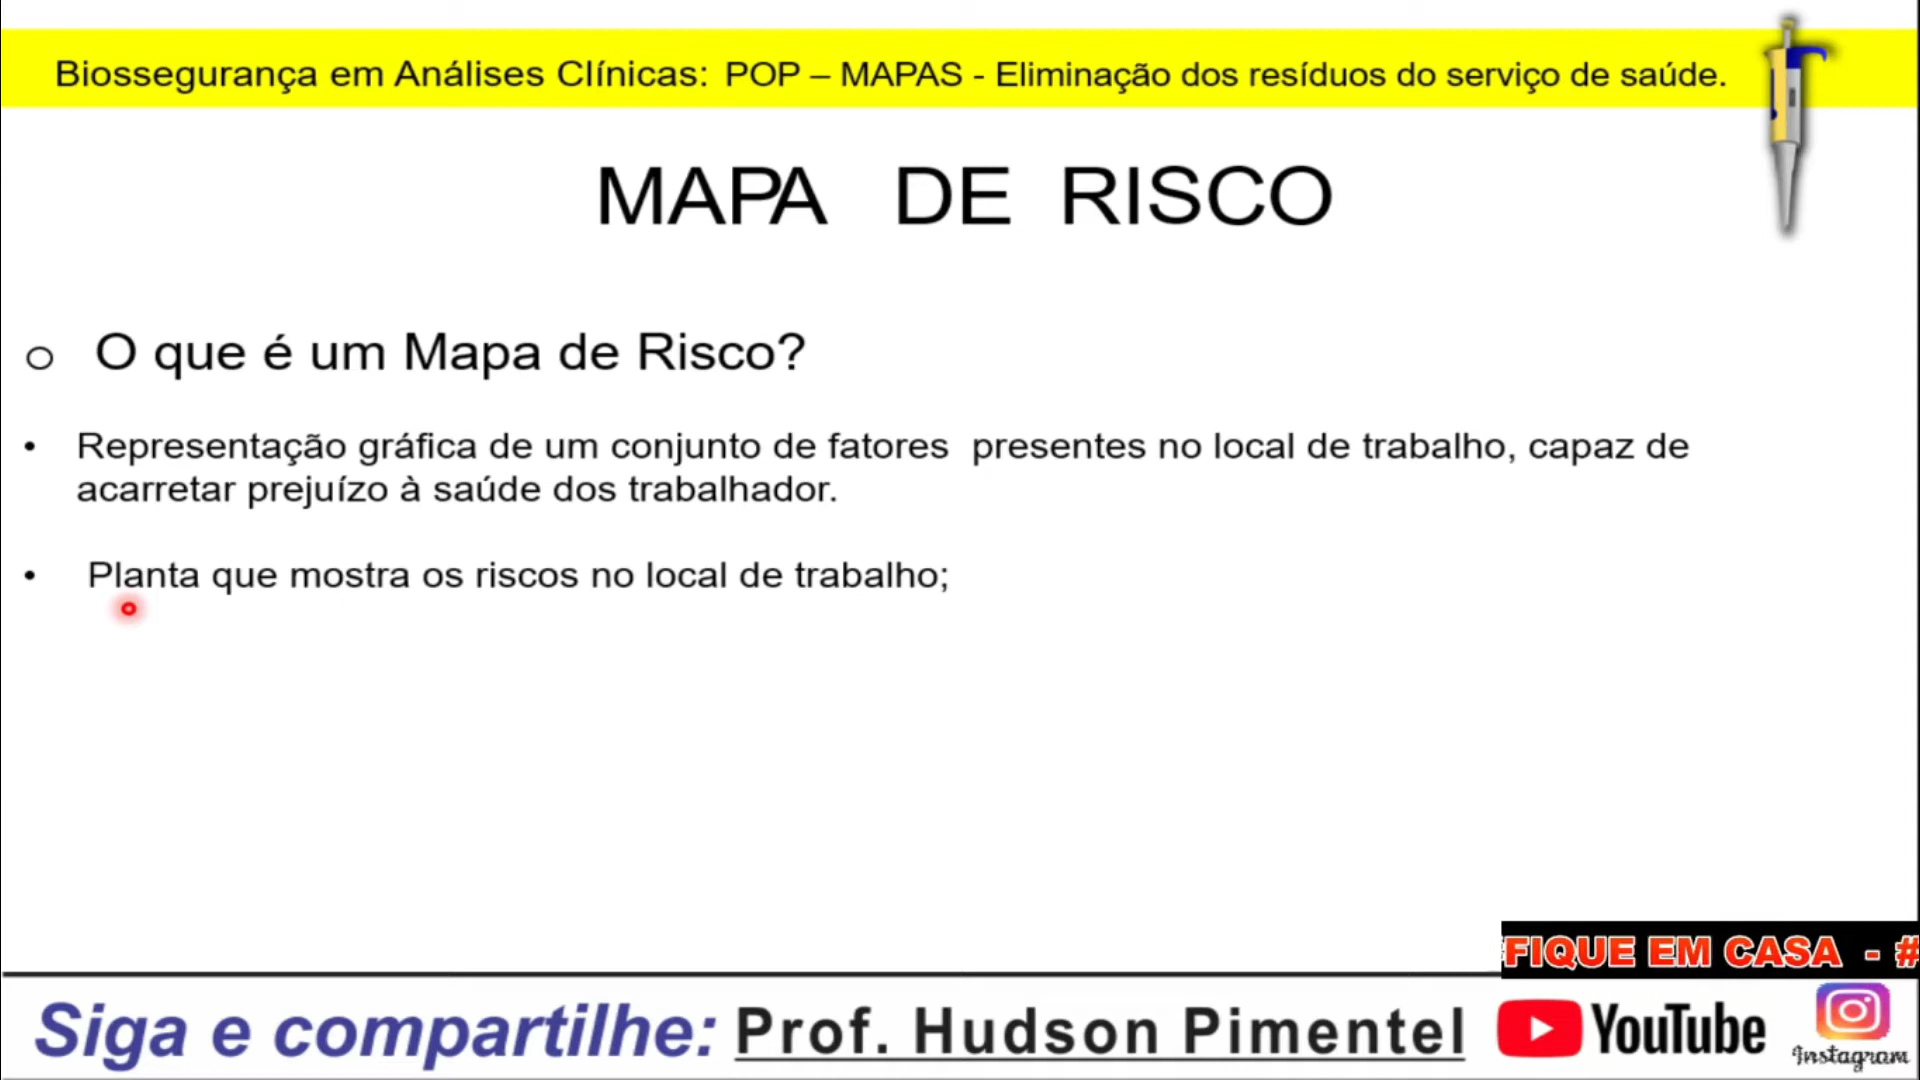 Biossegurança em Análises Clínicas: POP – MAPAS - Eliminação dos resíduos do serviço de saúde.
MAPA DE RISCO
o O que é um Mapa de Risco?
• Representação gráfica de um conjunto de fatores presentes no local de trabalho, capaz de
acarretar prejuízo à saúde dos trabalhador.
• Planta que mostra os riscos no local de trabalho;
FIQUE EM CASA - #
Siga e compartilhe: Prof. Hudson Pimentel YouTube
Instagram